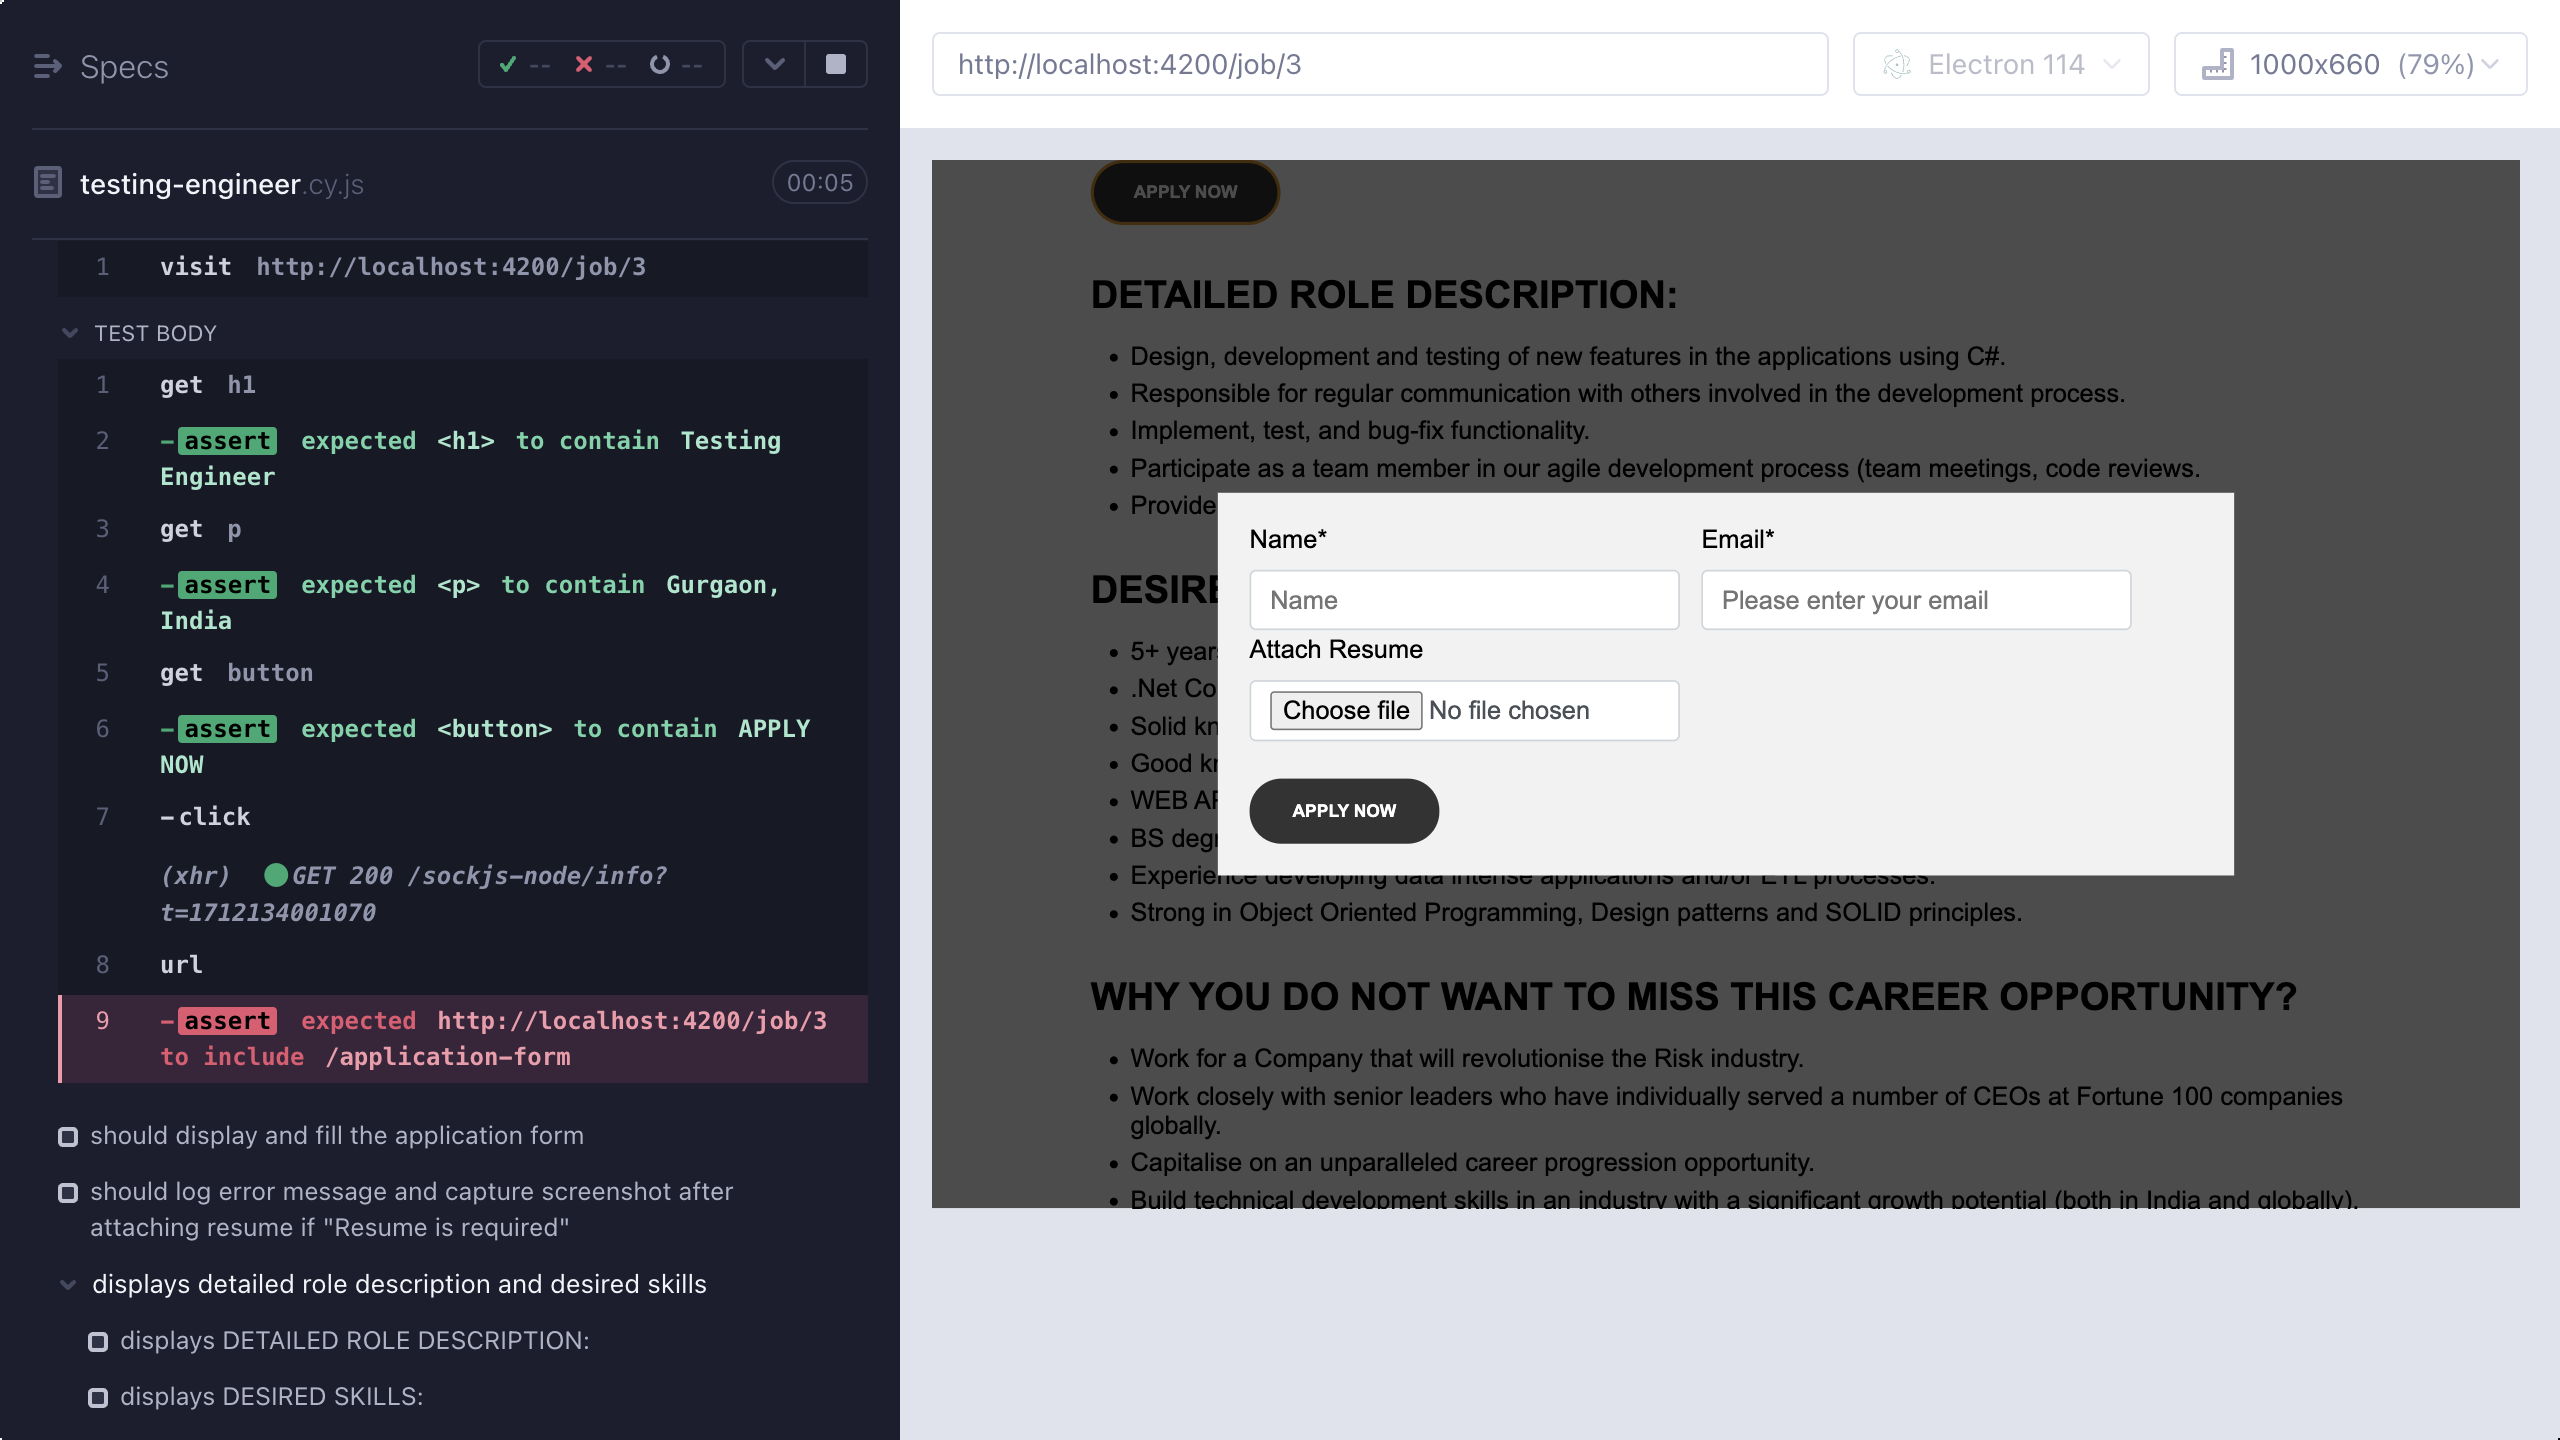 Specs
-- -- --
testing-engineer.cy.js
00:05
1 visit http://localhost:4200/job/3
TEST BODY
1 get h1
2 -assert expected <h1> to contain Testing
Engineer
3 get p
4 -assert expected <p> to contain Gurgaon,
India
5 get button
6 -assert expected <button> to contain APPLY
NOW
7 -click
(xhr) GET 200 /sockjs-node/info?
t=1712134001070
8 url
9 -assert expected http://localhost:4200/job/3
to include /application-form
should display and fill the application form
should log error message and capture screenshot after
attaching resume if "Resume is required"
displays detailed role description and desired skills
displays DETAILED ROLE DESCRIPTION:
displays DESIRED SKILLS:
http://localhost:4200/job/3
Electron 114
1000x660 (79%)
APPLY NOW
DETAILED ROLE DESCRIPTION:
• Design, development and testing of new features in the applications using C#.
• Responsible for regular communication with others involved in the development process.
• Implement, test, and bug-fix functionality.
• Participate as a team member in our agile development process (team meetings, code reviews.
• Provide
Name*
Email*
Name
Please enter your email
Attach Resume
Choose file No file chosen
APPLY NOW
DESIRE
• 5+ year
• .Net Co
• Solid kn
• Good kn
• WEB AP
• BS degr
• Experience developing data intense applications and/or ETL processes.
• Strong in Object Oriented Programming, Design patterns and SOLID principles.
WHY YOU DO NOT WANT TO MISS THIS CAREER OPPORTUNITY?
• Work for a Company that will revolutionise the Risk industry.
• Work closely with senior leaders who have individually served a number of CEOs at Fortune 100 companies
globally.
• Capitalise on an unparalleled career progression opportunity.
• Build technical development skills in an industry with a significant growth potential (both in India and globally).